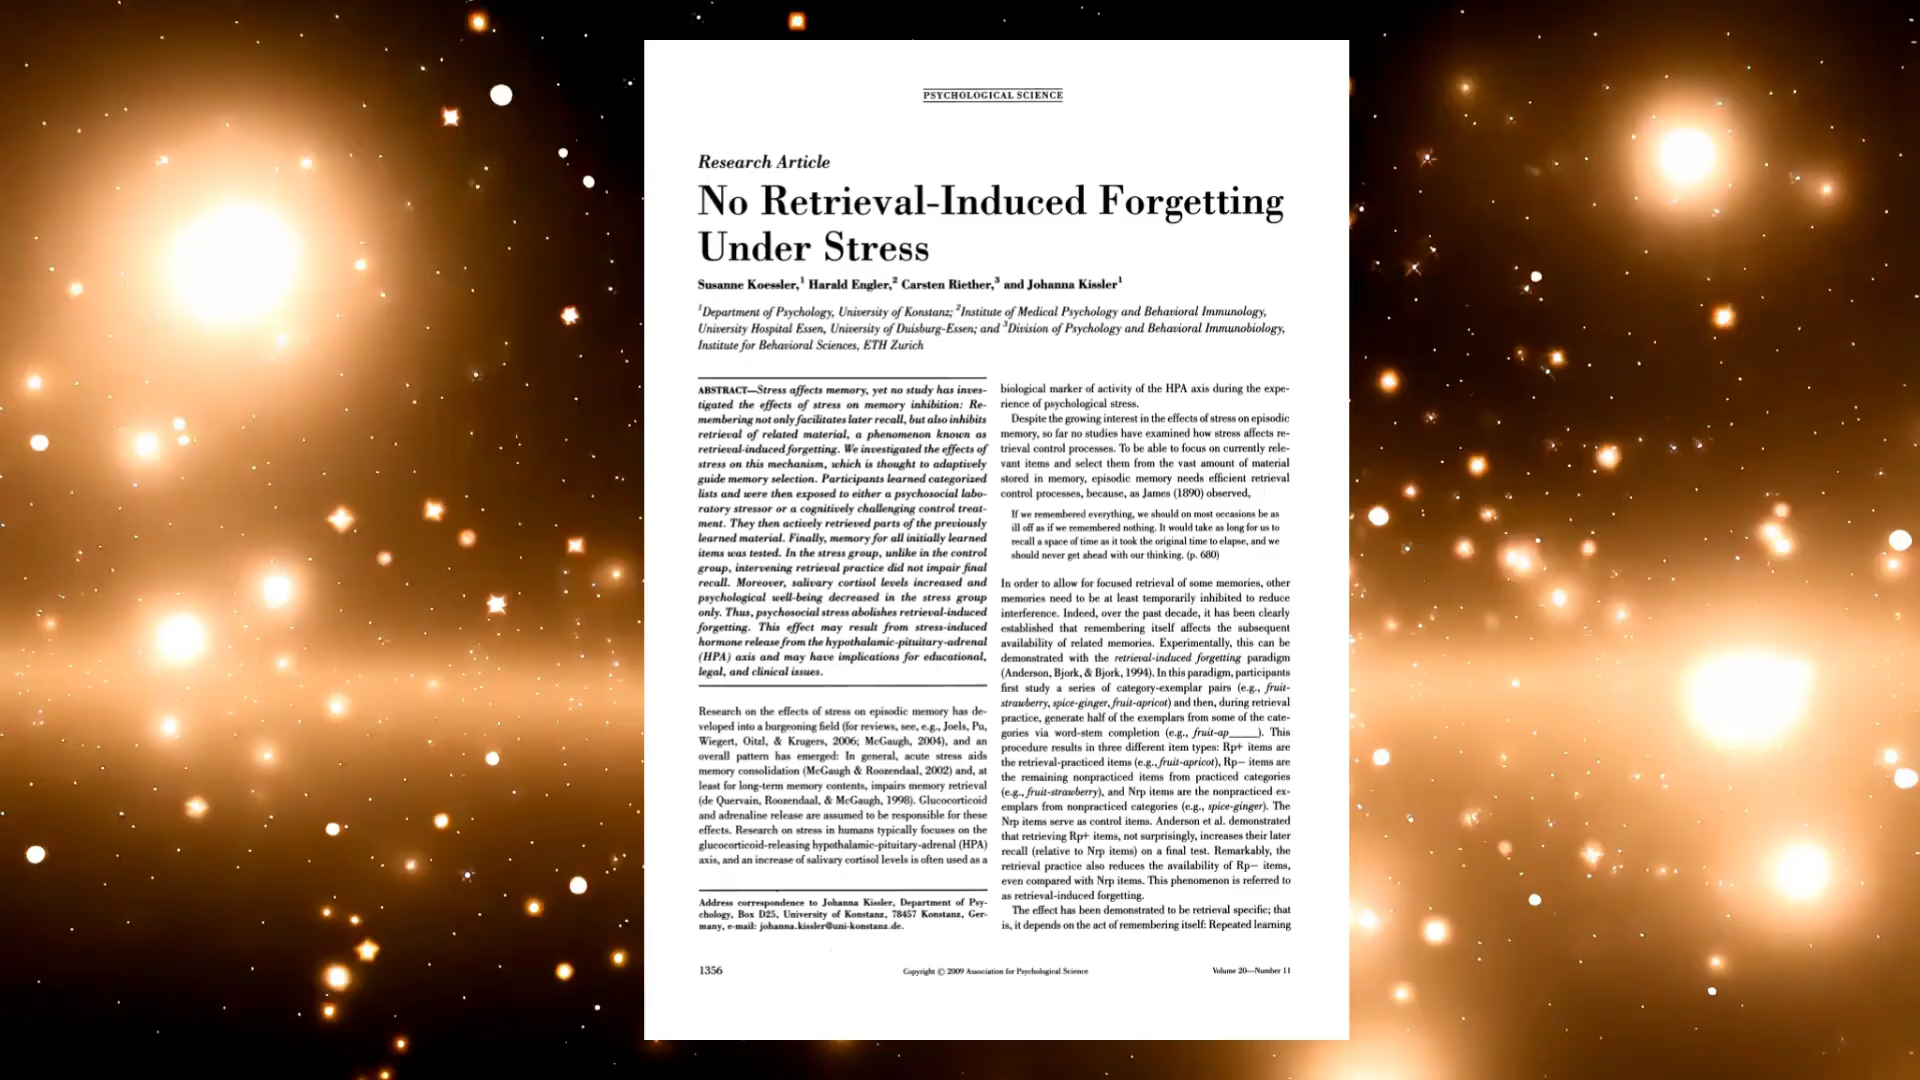 PSYCHOLOGICAL SCIENCE
Research Article
No Retrieval-Induced Forgetting
Under Stress
Susanne Koessler,1 Harald Engler,2 Carsten Riether,3 and Johanna Kissler1
1Department of Psychology, University of Konstanz; 2Institute of Medical Psychology and Behavioral Immunology,
University Hospital Essen, University of Duisburg-Essen; and 3Division of Psychology and Behavioral Immunobiology,
Institute for Behavioral Sciences, ETH Zurich
ABSTRACT—Stress affects memory, yet no study has inves-
tigated the effects of stress on memory inhibition: Re-
membering not only facilitates later recall, but also inhibits
retrieval of related material, a phenomenon known as
retrieval-induced forgetting. We investigated the effects of
stress on this mechanism, which is thought to adaptively
guide memory selection. Participants learned categorized
lists and were then exposed to either a psychosocial labo-
ratory stressor or a cognitively challenging control treat-
ment. They then actively retrieved parts of the previously
learned material. Finally, memory for all initially learned
items was tested. In the stress group, unlike in the control
group, intervening retrieval practice did not impair final
recall. Moreover, salivary cortisol levels increased and
psychological well-being decreased in the stress group
only. Thus, psychosocial stress abolishes retrieval-induced
forgetting. This effect may result from stress-induced
hormone release from the hypothalamic-pituitary-adrenal
(HPA) axis and may have implications for educational,
legal, and clinical issues.
Research on the effects of stress on episodic memory has de-
veloped into a burgeoning field (for reviews, see, e.g., Joels, Pu,
Wiegert, Oitzl, & Krugers, 2006; McGaugh, 2004), and an
overall pattern has emerged: In general, acute stress aids
memory consolidation (McGaugh & Roozendaal, 2002) and, at
least for long-term memory contents, impairs memory retrieval
(de Quervain, Roozendaal, & McGaugh, 1998). Glucocorticoid
and adrenaline release are assumed to be responsible for these
effects. Research on stress in humans typically focuses on the
glucocorticoid-releasing hypothalamic-pituitary-adrenal (HPA)
axis, and an increase of salivary cortisol levels is often used as a
Address correspondence to Johanna Kissler, Department of Psy-
chology, Box D25, University of Konstanz, 78457 Konstanz, Ger-
many, e-mail: johanna.kissler@uni-konstanz.de.
biological marker of activity of the HPA axis during the expe-
rience of psychological stress.
Despite the growing interest in the effects of stress on episodic
memory, so far no studies have examined how stress affects re-
trieval control processes. To be able to focus on currently rele-
vant items and select them from the vast amount of material
stored in memory, episodic memory needs efficient retrieval
control processes, because, as James (1890) observed,
If we remembered everything, we should on most occasions be as
ill off as if we remembered nothing. It would take as long for us to
recall a space of time as it took the original time to elapse, and we
should never get ahead with our thinking. (p. 680)
In order to allow for focused retrieval of some memories, other
memories need to be at least temporarily inhibited to reduce
interference. Indeed, over the past decade, it has been clearly
established that remembering itself affects the subsequent
availability of related memories. Experimentally, this can be
demonstrated with the retrieval-induced forgetting paradigm
(Anderson, Bjork, & Bjork, 1994). In this paradigm, participants
first study a series of category-exemplar pairs (e.g., fruit-
strawberry, spice-ginger, fruit-apricot) and then, during retrieval
practice, generate half of the exemplars from some of the cate-
gories via word-stem completion (e.g., fruit-ap_____). This
procedure results in three different item types: Rp+ items are
the retrieval-practiced items (e.g., fruit-apricot), Rp− items are
the remaining nonpracticed items from practiced categories
(e.g., fruit-strawberry), and Nrp items are the nonpracticed ex-
emplars from nonpracticed categories (e.g., spice-ginger). The
Nrp items serve as control items. Anderson et al. demonstrated
that retrieving Rp+ items, not surprisingly, increases their later
recall (relative to Nrp items) on a final test. Remarkably, the
retrieval practice also reduces the availability of Rp− items,
even compared with Nrp items. This phenomenon is referred to
as retrieval-induced forgetting.
The effect has been demonstrated to be retrieval specific; that
is, it depends on the act of remembering itself: Repeated learning
1356
Copyright © 2009 Association for Psychological Science
Volume 20—Number 11